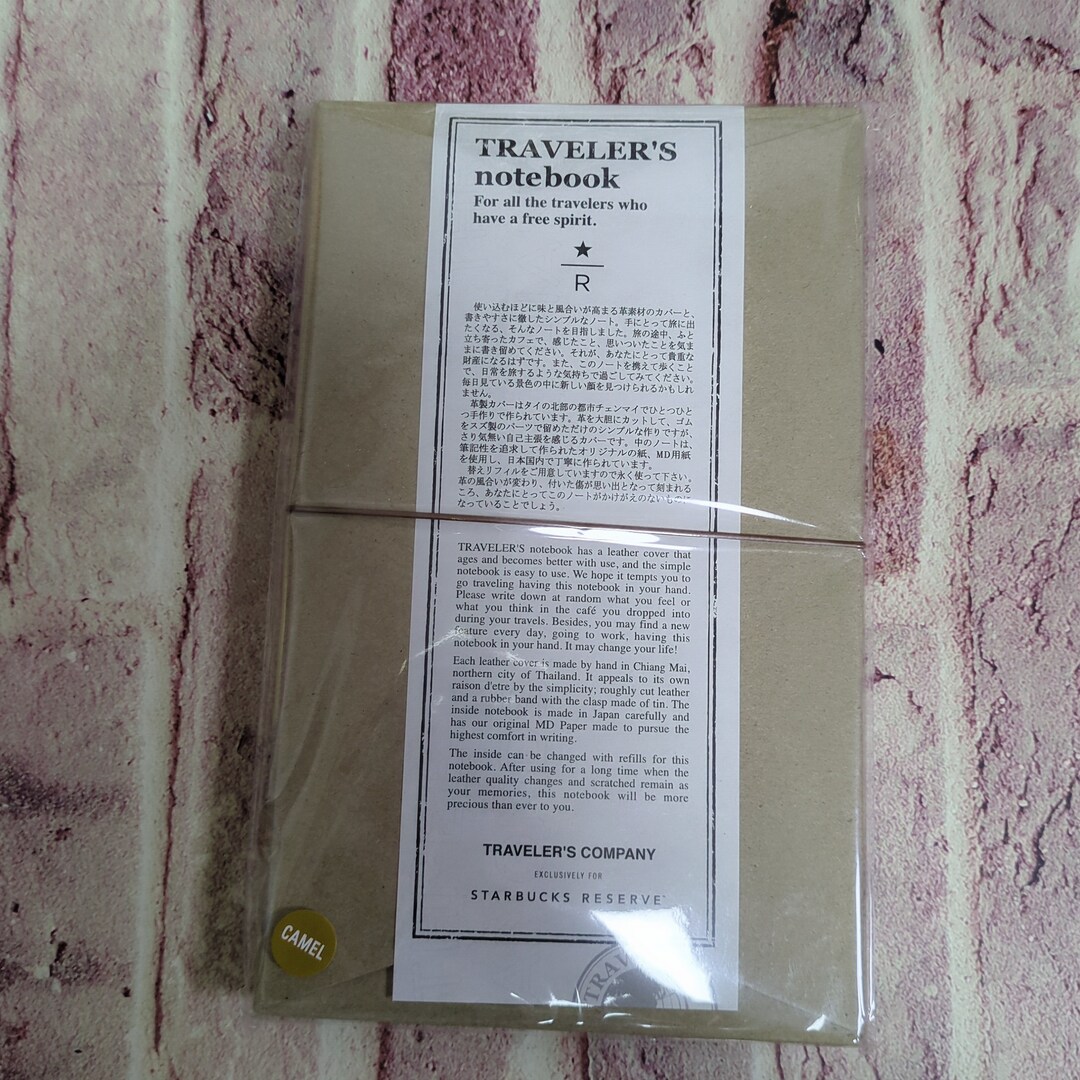 TRAVELER'S
notebook
For all the travelers who
have a free spirit.
★
R
使い込むほどに味と風合いが高まる革素材のカバーと、
書きやすさに徹したシンプルなノート。手にとって旅に出
たくなる、そんなノートを目指しました。旅の途中、ふと
立ち寄ったカフェで、感じたこと、思いついたことを気ま
まに書き留めてください。それが、あなたにとって貴重な
財産になるはずです。また、このノートを携えて歩くこと
で、日常を旅するような気持ちで過ごしてみてください。
毎日見ている景色の中に新しい顔を見つけられるかもしれ
ません。
革製カバーはタイの北部の都市チェンマイでひとつひと
つ手作りで作られています。革を大胆にカットして、ゴム
をスズ製のパーツで留めただけのシンプルな作りですが、
さり気無い自己主張を感じるカバーです。中のノートは、
筆記性を追求して作られたオリジナルの紙、MD用紙
を使用し、日本国内で丁寧に作られています。
替えリフィルをご用意していますので永く使って下さい。
革の風合いが変わり、付いた傷が思い出となって刻まれる
ころ、あなたにとってこのノートがかけがえのないものに
なっていることでしょう。
TRAVELER'S notebook has a leather cover that
ages and becomes better with use, and the simple
notebook is easy to use. We hope it tempts you to
go traveling having this notebook in your hand.
Please write down at random what you feel or
what you think in the café you dropped into
during your travels. Besides, you may find a new
feature every day, going to work, having this
notebook in your hand. It may change your life!
Each leather cover is made by hand in Chiang Mai,
northern city of Thailand. It appeals to its own
raison d'etre by the simplicity; roughly cut leather
and a rubber band with the clasp made of tin. The
inside notebook is made in Japan carefully and
has our original MD Paper made to pursue the
highest comfort in writing.
The inside can be changed with refills for this
notebook. After using for a long time when the
leather quality changes and scratched remain as
your memories, this notebook will be more
precious than ever to you.
TRAVELER'S COMPANY
EXCLUSIVELY FOR
STARBUCKS RESERVE™
CAMEL